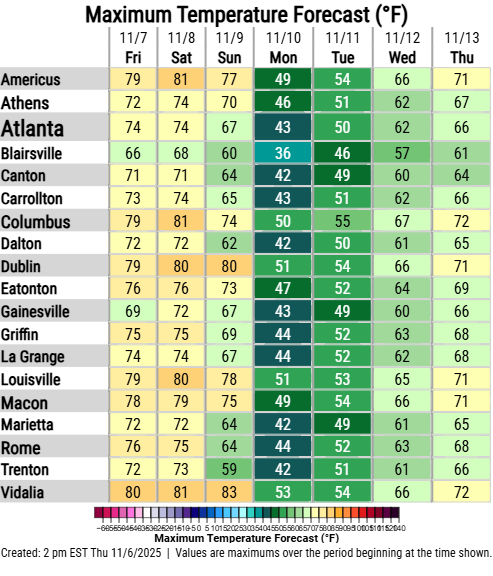 Maximum Temperature Forecast (°F)
11/7 11/8 11/9 11/10 11/11 11/12 11/13
Fri Sat Sun Mon Tue Wed Thu
Americus 79 81 77 49 54 66 71
Athens 72 74 70 46 51 62 67
Atlanta 74 74 67 43 50 62 66
Blairsville 66 68 60 36 46 57 61
Canton 71 71 64 42 49 60 64
Carrollton 73 74 65 43 51 62 66
Columbus 79 81 74 50 55 67 72
Dalton 72 72 62 42 50 61 65
Dublin 79 80 80 51 54 66 71
Eatonton 76 76 73 47 52 64 69
Gainesville 69 72 67 43 49 60 66
Griffin 75 75 69 44 52 63 68
La Grange 74 74 67 44 52 62 68
Louisville 79 80 78 51 53 65 71
Macon 78 79 75 49 54 66 71
Marietta 72 72 64 42 49 61 65
Rome 76 75 64 44 52 63 68
Trenton 72 73 59 42 51 61 66
Vidalia 80 81 83 53 54 66 72
Maximum Temperature Forecast (°F)
Created: 2 pm EST Thu 11/6/2025 | Values are maximums over the period beginning at the time shown.